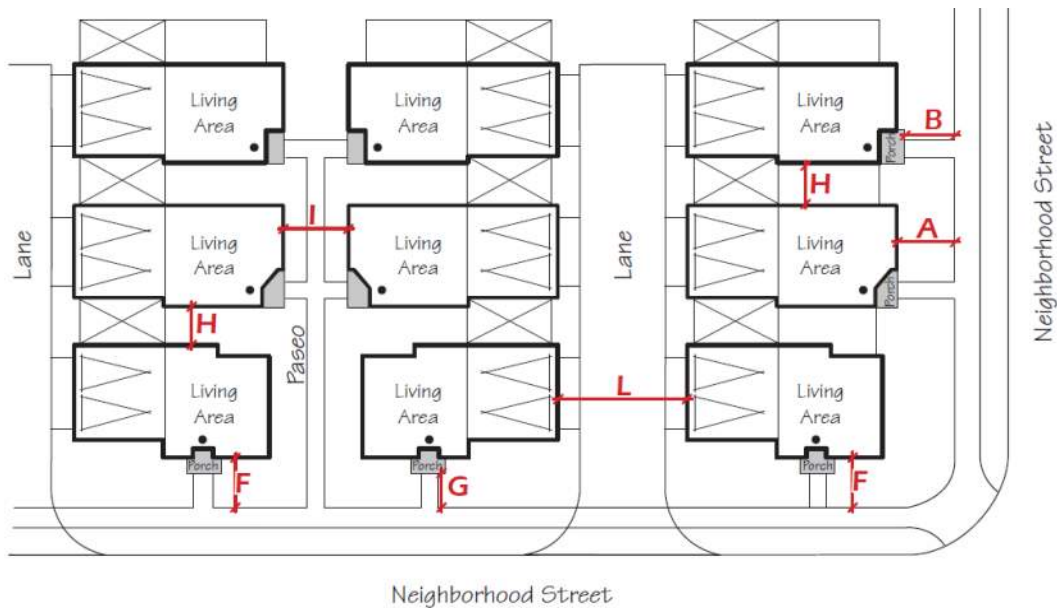 Living
Area
Living
Area
Living
Area
B
Porch
H
Neighborhood Street
Lane
I
Living
Area
Living
Area
Lane
Living
Area
A
Porch
H
Paseo
L
Living
Area
Living
Area
Living
Area
Porch
F
Porch
G
Porch
F
Neighborhood Street